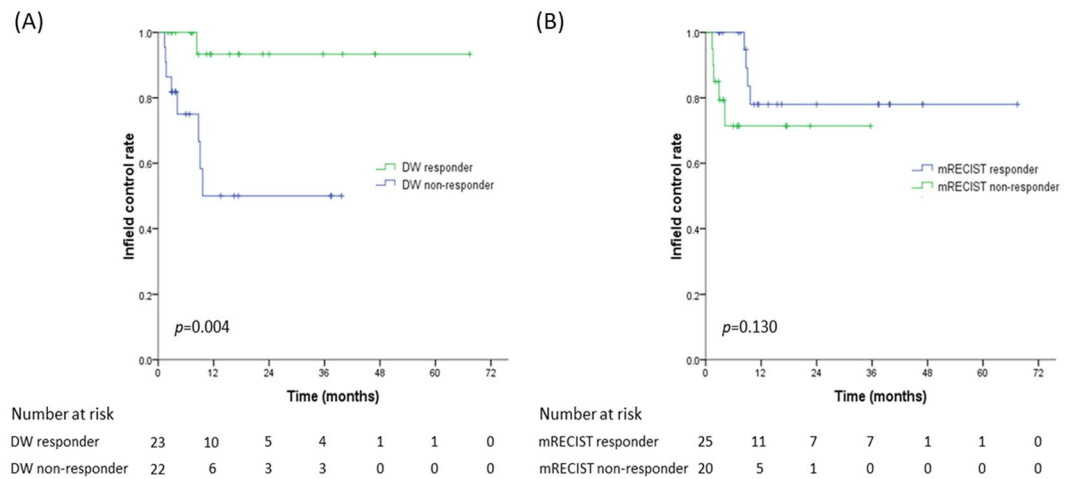 (A)
(B)
Infield control rate
1.0
0.8
0.6
0.4
0.2
0.0
DW responder
DW non-responder
p=0.004
0 12 24 36 48 60 72
Time (months)
Infield control rate
1.0
0.8
0.6
0.4
0.2
0.0
mRECIST responder
mRECIST non-responder
p=0.130
0 12 24 36 48 60 72
Time (months)
Number at risk
DW responder 23 10 5 4 1 1 0
DW non-responder 22 6 3 3 0 0 0
Number at risk
mRECIST responder 25 11 7 7 1 1 0
mRECIST non-responder 20 5 1 0 0 0 0